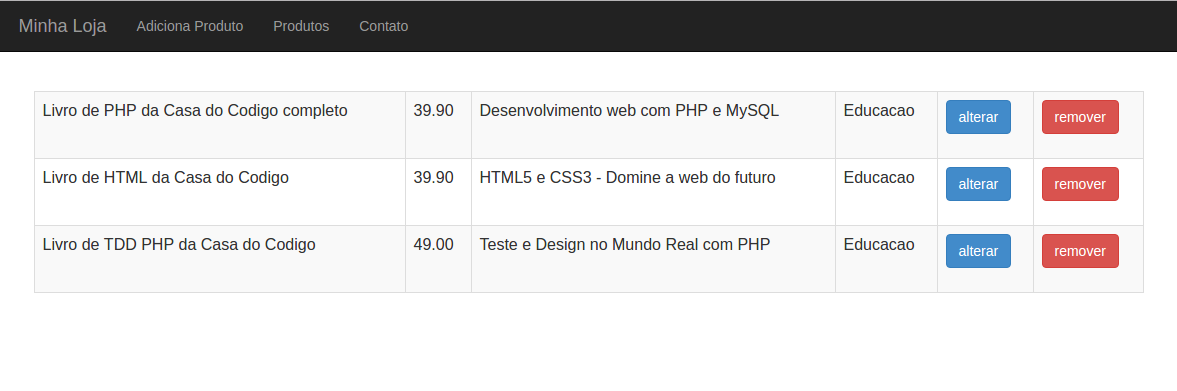 Minha Loja Adiciona Produto Produtos Contato
Livro de PHP da Casa do Codigo completo 39.90 Desenvolvimento web com PHP e MySQL Educacao alterar remover
Livro de HTML da Casa do Codigo 39.90 HTML5 e CSS3 - Domine a web do futuro Educacao alterar remover
Livro de TDD PHP da Casa do Codigo 49.00 Teste e Design no Mundo Real com PHP Educacao alterar remover